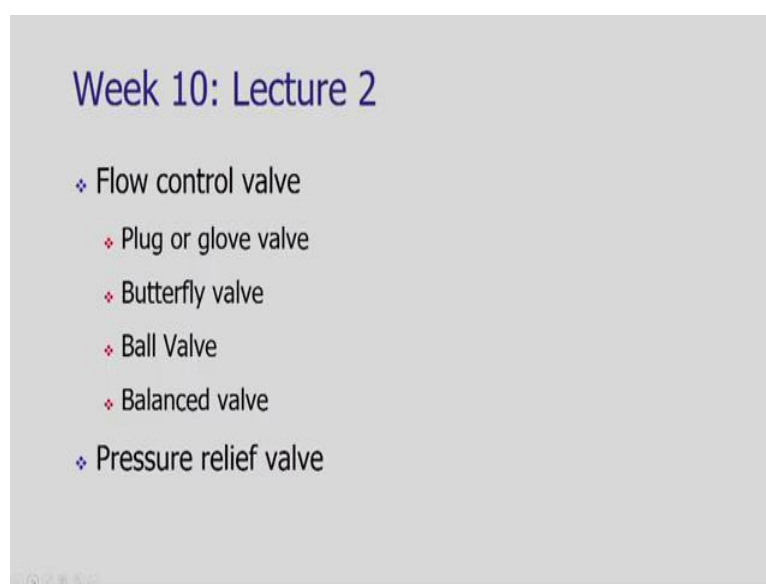 Week 10: Lecture 2
Flow control valve
Plug or glove valve
Butterfly valve
Ball Valve
Balanced valve
Pressure relief valve